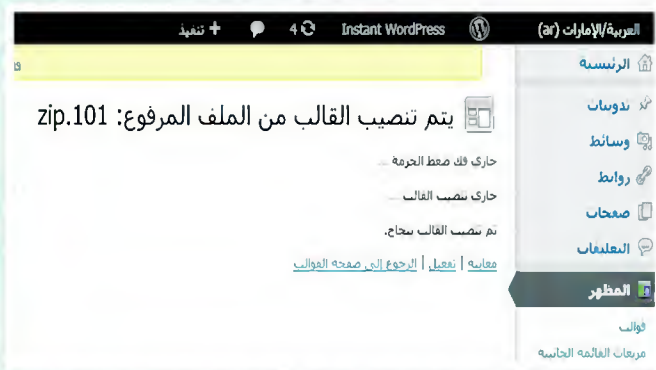 العربية/الإمارات (ar)
Instant WordPress
4
+ تنفيذ
الرئيسية
تدوينات
وسائط
روابط
صفحات
التعليقات
المظهر
قوالب
مربعات القائمة الجانبية
يتم تنصيب القالب من الملف المرفوع: 101.zip
جاري فك ضغط الحزمة ...
جاري تنصيب القالب ...
تم تنصيب القالب بنجاح.
معاينة | تفعيل | الرجوع إلى صفحة القوالب